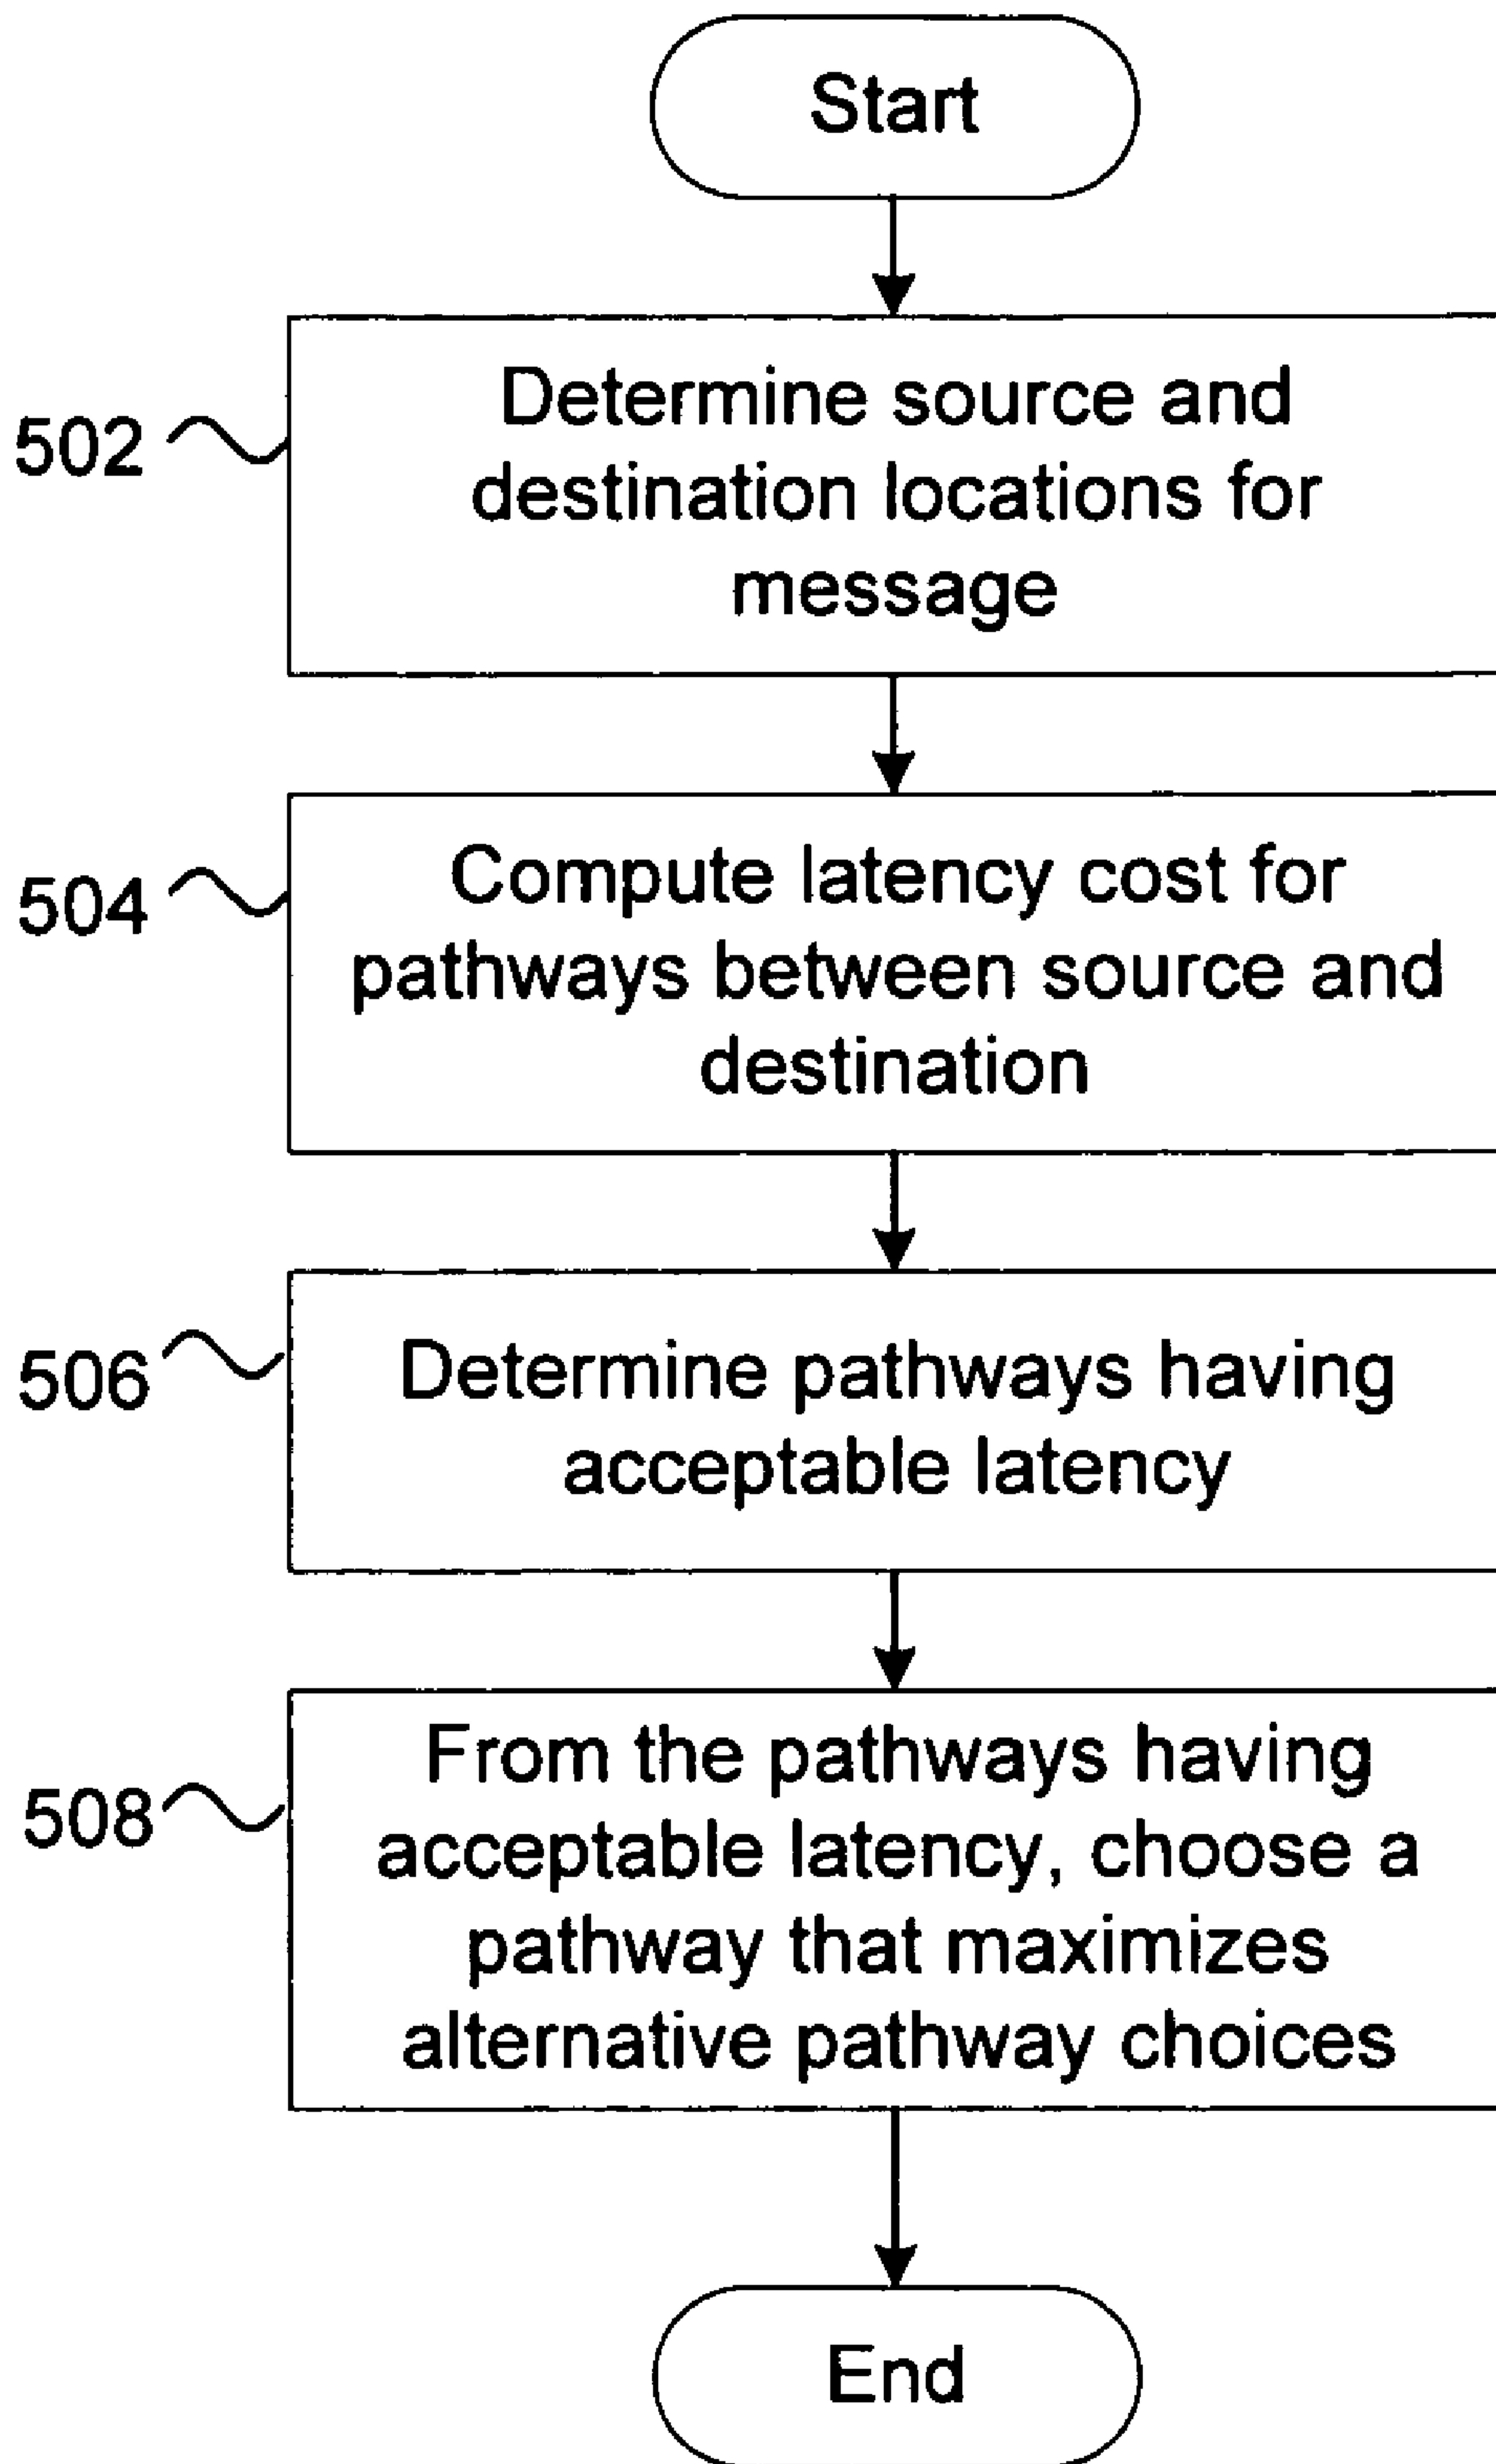 Start
502
Determine source and
destination locations for
message
504
Compute latency cost for
pathways between source and
destination
506
Determine pathways having
acceptable latency
508
From the pathways having
acceptable latency, choose a
pathway that maximizes
alternative pathway choices
End